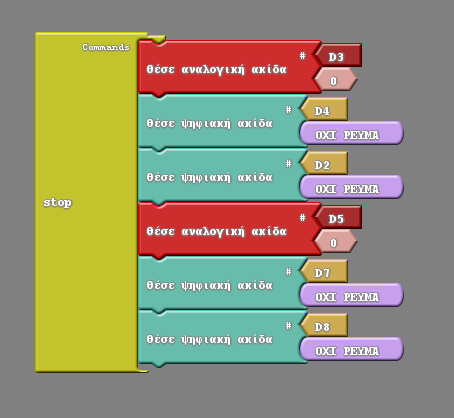 Commands
stop
θέσε αναλογική ακίδα # D3
0
θέσε ψηφιακή ακίδα # D4
ΟΧΙ ΡΕΥΜΑ
θέσε ψηφιακή ακίδα # D2
ΟΧΙ ΡΕΥΜΑ
θέσε αναλογική ακίδα # D5
0
θέσε ψηφιακή ακίδα # D7
ΟΧΙ ΡΕΥΜΑ
θέσε ψηφιακή ακίδα # D8
ΟΧΙ ΡΕΥΜΑ